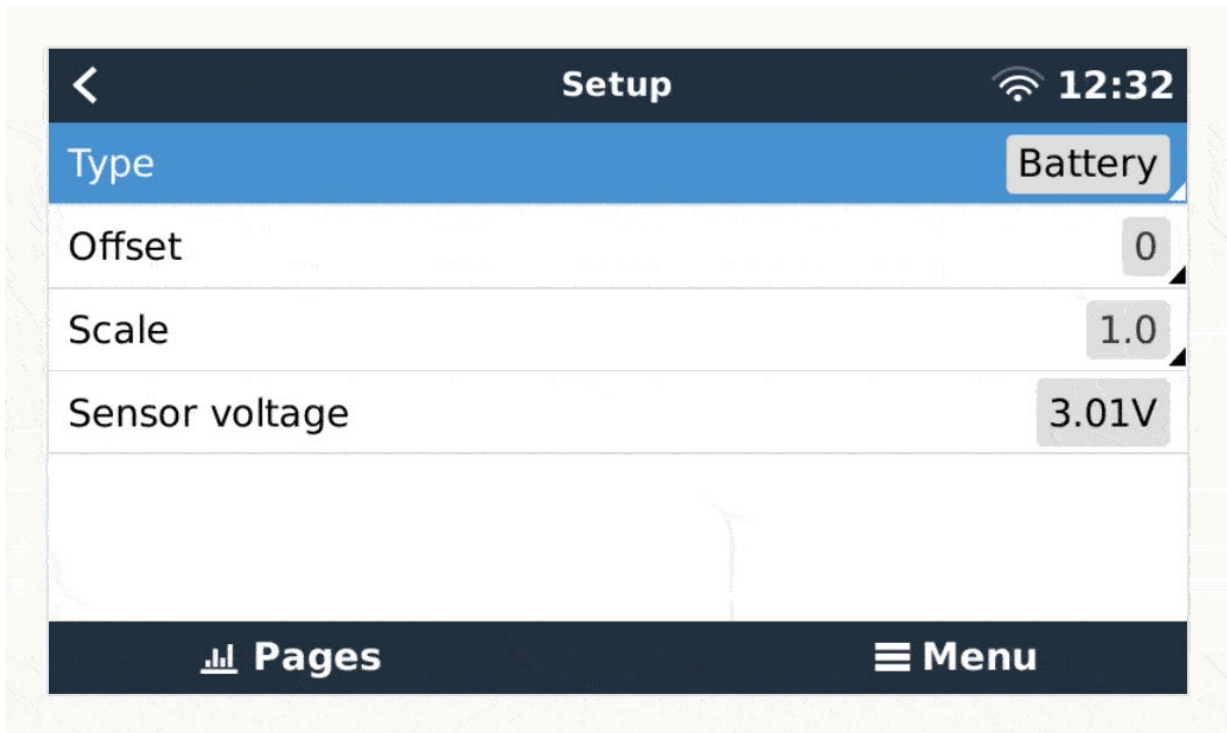 Setup 12:32
Type Battery
Offset 0
Scale 1.0
Sensor voltage 3.01V
Pages Menu